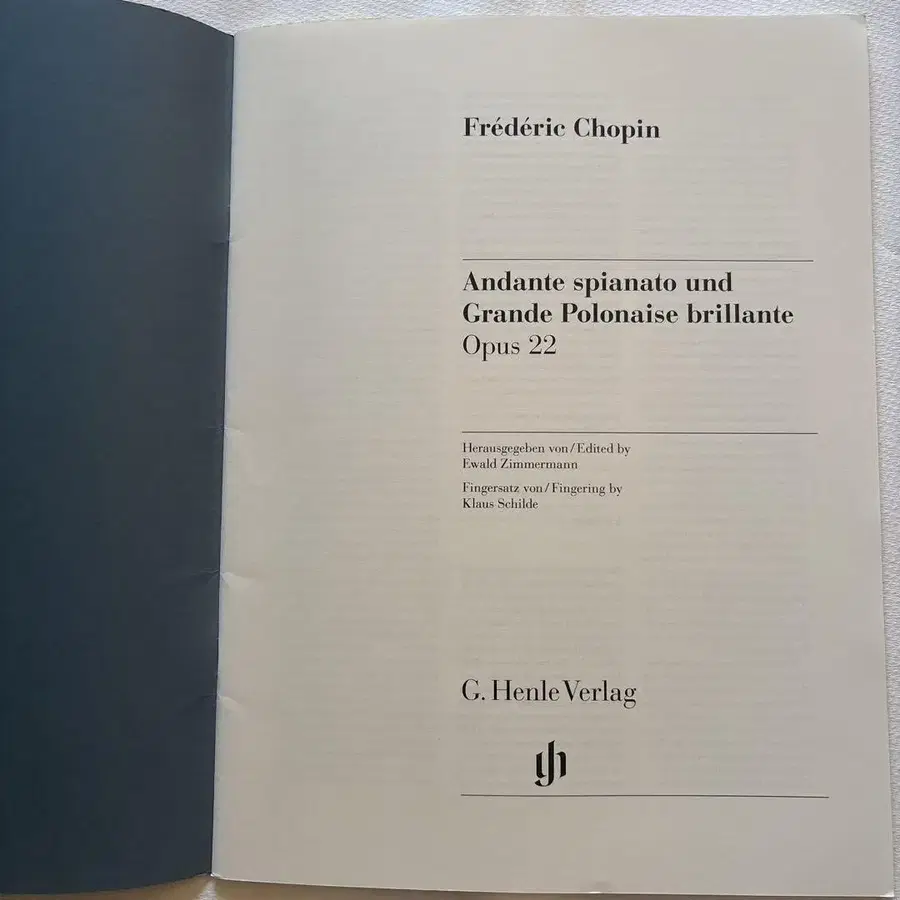 Frédéric Chopin
Andante spianato und
Grande Polonaise brillante
Opus 22
Herausgegeben von/Edited by
Ewald Zimmermann
Fingersatz von/Fingering by
Klaus Schilde
G. Henle Verlag